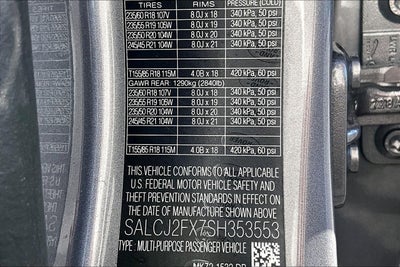 TIRES RIMS PRESSURE (COLD)
235/60 R18 107V 8.0J x 18 340 kPa, 50 psi
235/55 R19 105W 8.0J x 19 340 kPa, 50 psi
235/50 R20 104W 8.0J x 20 340 kPa, 50 psi
245/45 R21 104W 8.0J x 21 340 kPa, 50 psi
T155/85 R18 115M 4.0B x 18 420 kPa, 60 psi
GAWR REAR 1290kg (2840lb)
235/60 R18 107V 8.0J x 18 340 kPa, 50 psi
235/55 R19 105W 8.0J x 19 340 kPa, 50 psi
235/50 R20 104W 8.0J x 20 340 kPa, 50 psi
245/45 R21 104W 8.0J x 21 340 kPa, 50 psi
T155/85 R18 115M 4.0B x 18 420 kPa, 60 psi
THIS VEHICLE CONFORMS TO ALL APPLICABLE
U.S. FEDERAL MOTOR VEHICLE SAFETY AND
THEFT PREVENTION STANDARDS IN EFFECT ON
THE DATE OF MANUFACTURE SHOWN ABOVE
SALCJ2FX7SH353553
TYPE: MULTI-PURPOSE PASSENGER VEHICLE